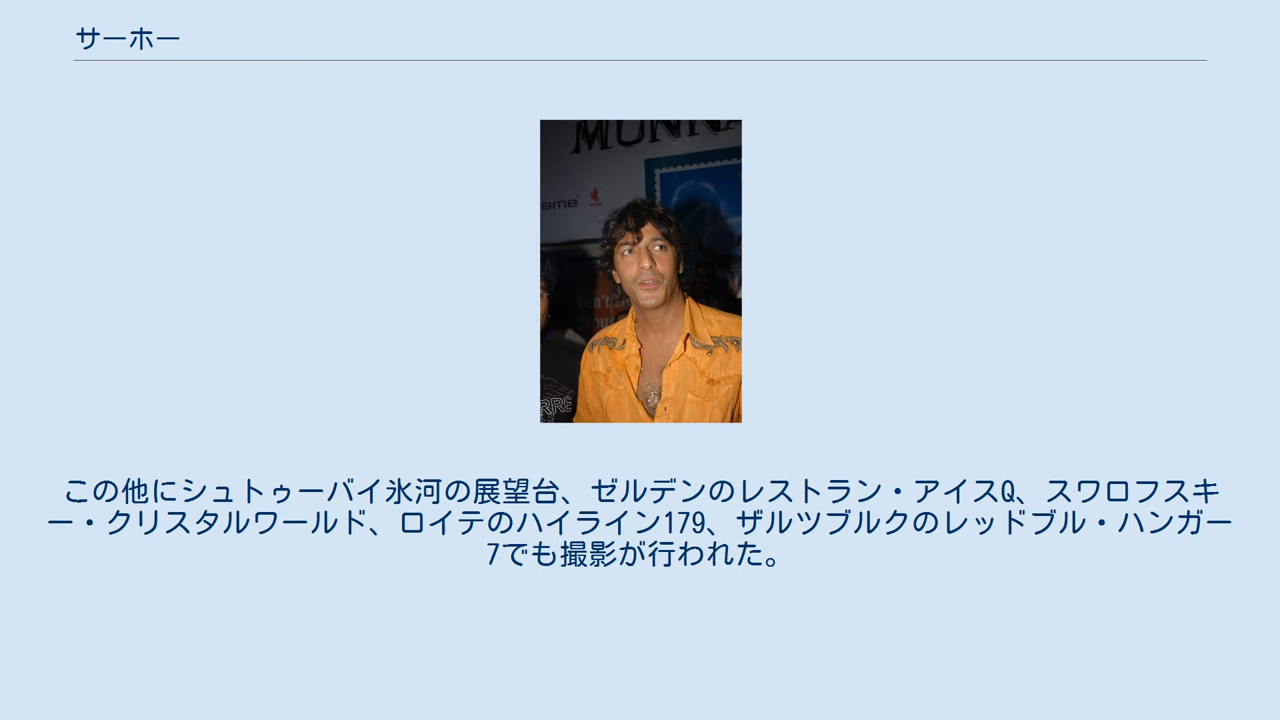 サーホー
MUNNA
eme
RRE
この他にシュトゥーバイ氷河の展望台、ゼルデンのレストラン・アイスQ、スワロフスキ
ー・クリスタルワールド、ロイテのハイライン179、ザルツブルクのレッドブル・ハンガー
7でも撮影が行われた。